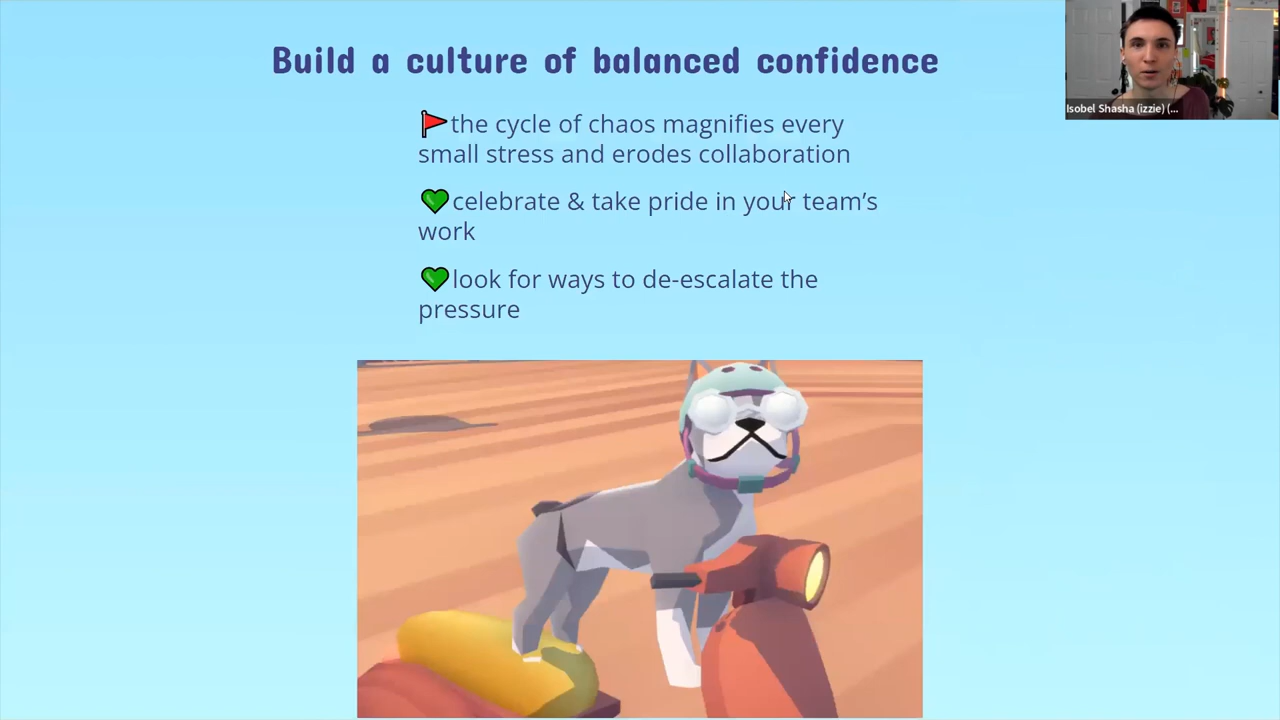 Build a culture of balanced confidence
the cycle of chaos magnifies every
small stress and erodes collaboration
celebrate & take pride in your team's
work
look for ways to de-escalate the
pressure
Isobel Shasha (izzie) (...